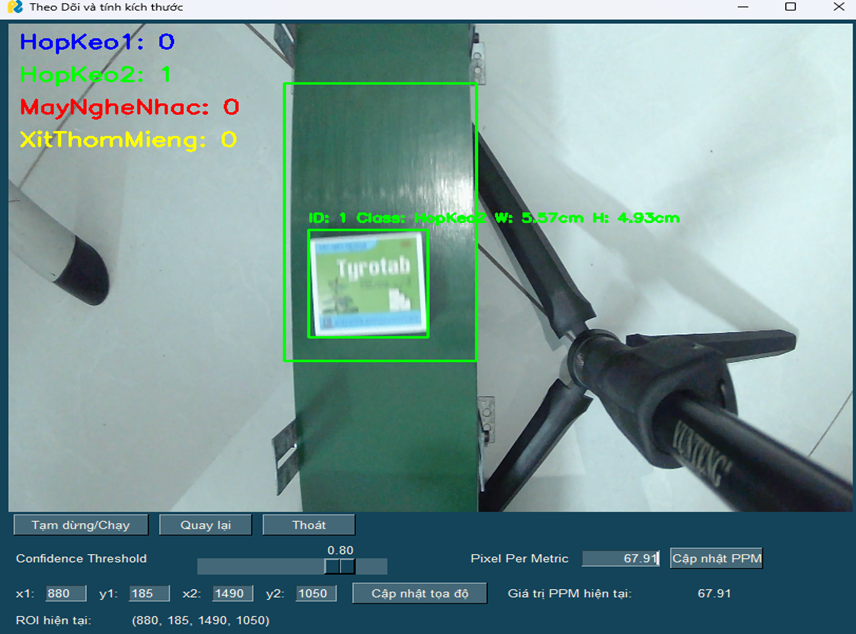 Theo Dõi và tính kích thước
HopKeo1: 0
HopKeo2: 1
MayNgheNhac: 0
XitThomMieng: 0
ID: 1 Class: HopKeo2 W: 5.57cm H: 4.93cm
Tyrotab
YUNTENG
Tạm dừng/Chạy
Quay lại
Thoát
0.80
Confidence Threshold
Pixel Per Metric
67.91
Cập nhật PPM
x1: 880 y1: 185 x2: 1490 y2: 1050 Cập nhật tọa độ Giá trị PPM hiện tại: 67.91
ROI hiện tại: (880, 185, 1490, 1050)